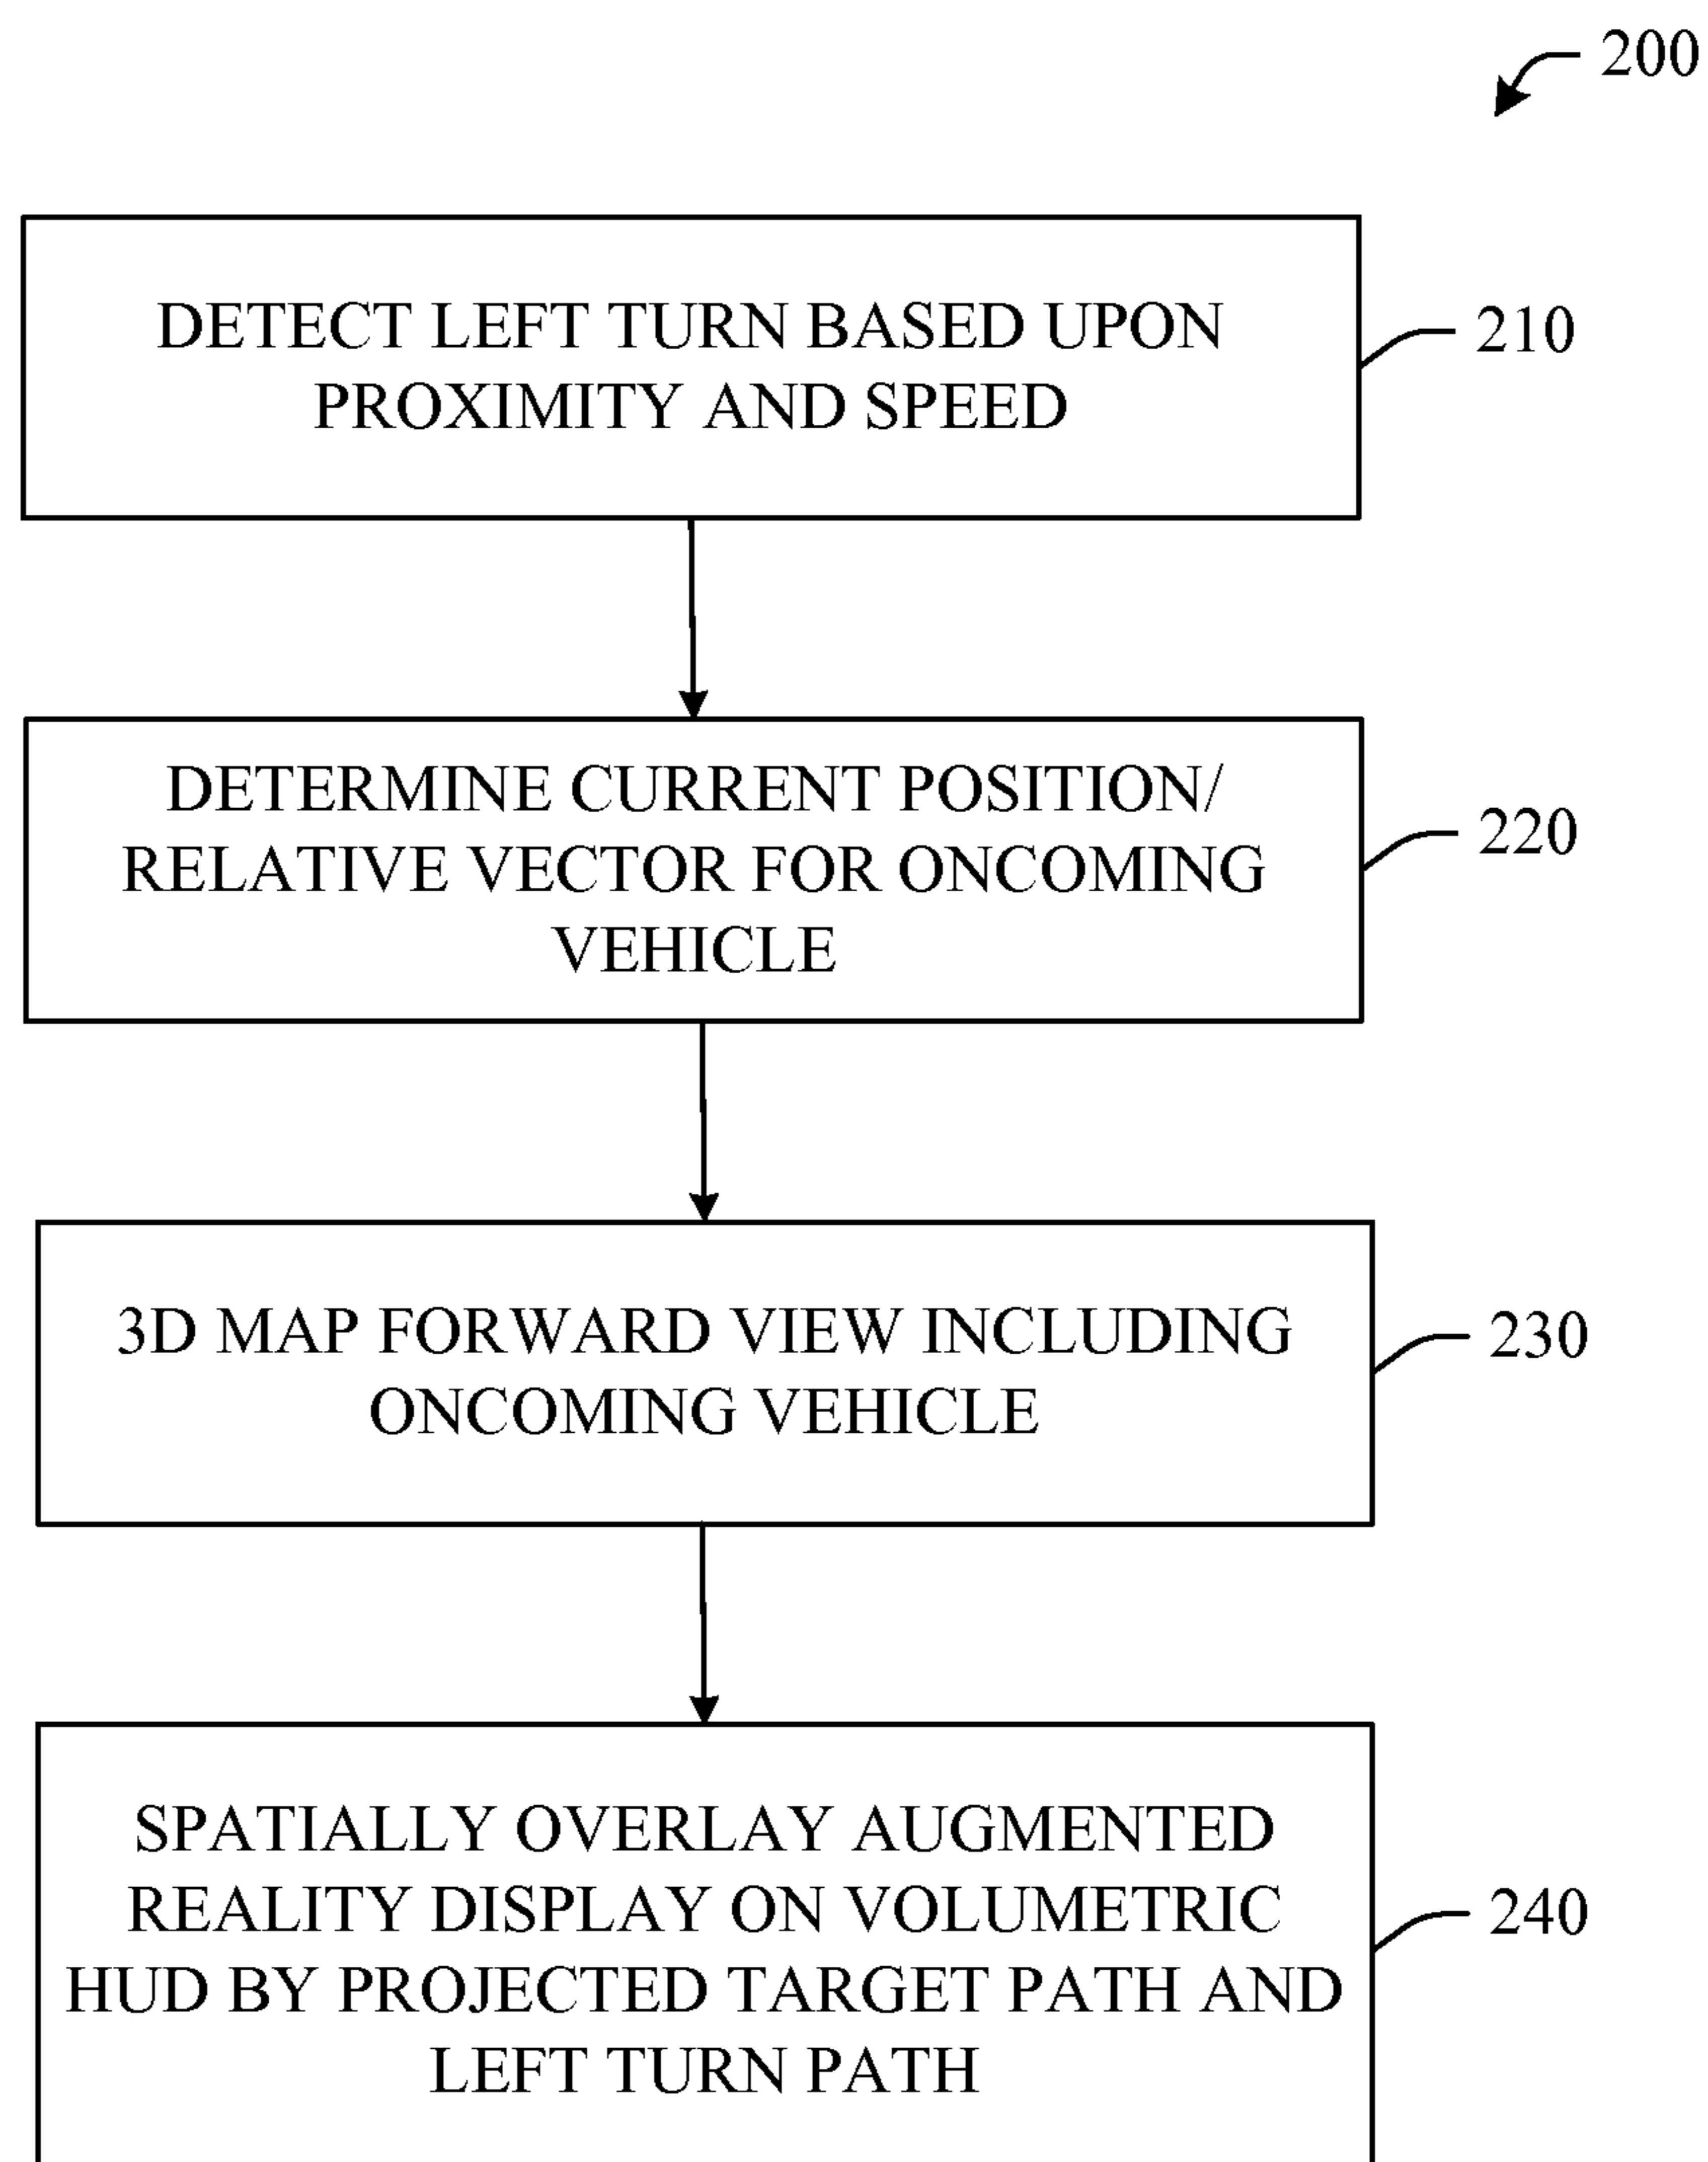 200
DETECT LEFT TURN BASED UPON
PROXIMITY AND SPEED
210
DETERMINE CURRENT POSITION/
RELATIVE VECTOR FOR ONCOMING
VEHICLE
220
3D MAP FORWARD VIEW INCLUDING
ONCOMING VEHICLE
230
SPATIALLY OVERLAY AUGMENTED
REALITY DISPLAY ON VOLUMETRIC
HUD BY PROJECTED TARGET PATH AND
LEFT TURN PATH
240